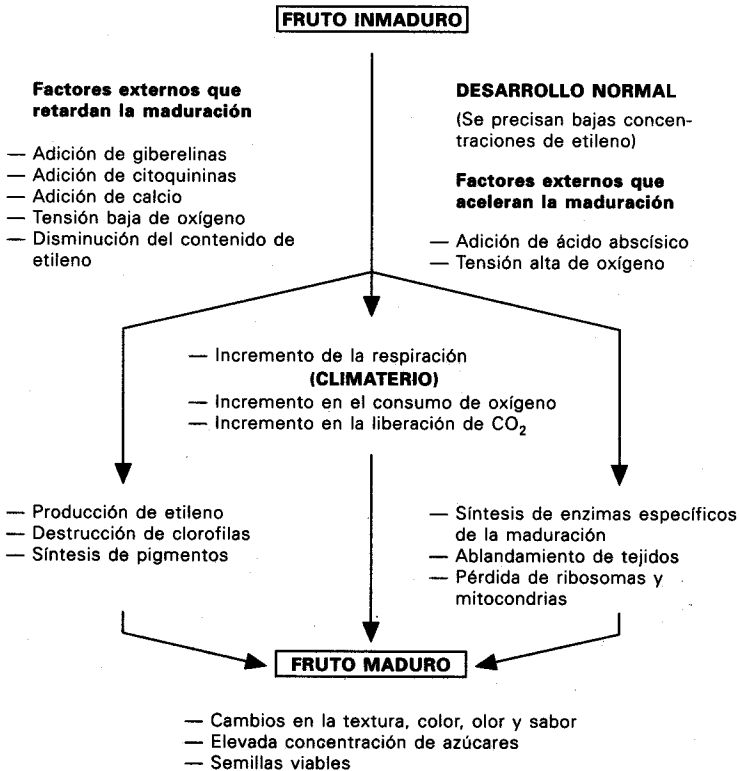 FRUTO INMADURO
Factores externos que
retardan la maduración
— Adición de giberelinas
— Adición de citoquininas
— Adición de calcio
— Tensión baja de oxígeno
— Disminución del contenido de
etileno
DESARROLLO NORMAL
(Se precisan bajas concen-
traciones de etileno)
Factores externos que
aceleran la maduración
— Adición de ácido abscísico
— Tensión alta de oxígeno
— Incremento de la respiración
(CLIMATERIO)
— Incremento en el consumo de oxígeno
— Incremento en la liberación de CO₂
— Producción de etileno
— Destrucción de clorofilas
— Síntesis de pigmentos
— Síntesis de enzimas específicos
de la maduración
— Ablandamiento de tejidos
— Pérdida de ribosomas y
mitocondrias
FRUTO MADURO
— Cambios en la textura, color, olor y sabor
— Elevada concentración de azúcares
— Semillas viables